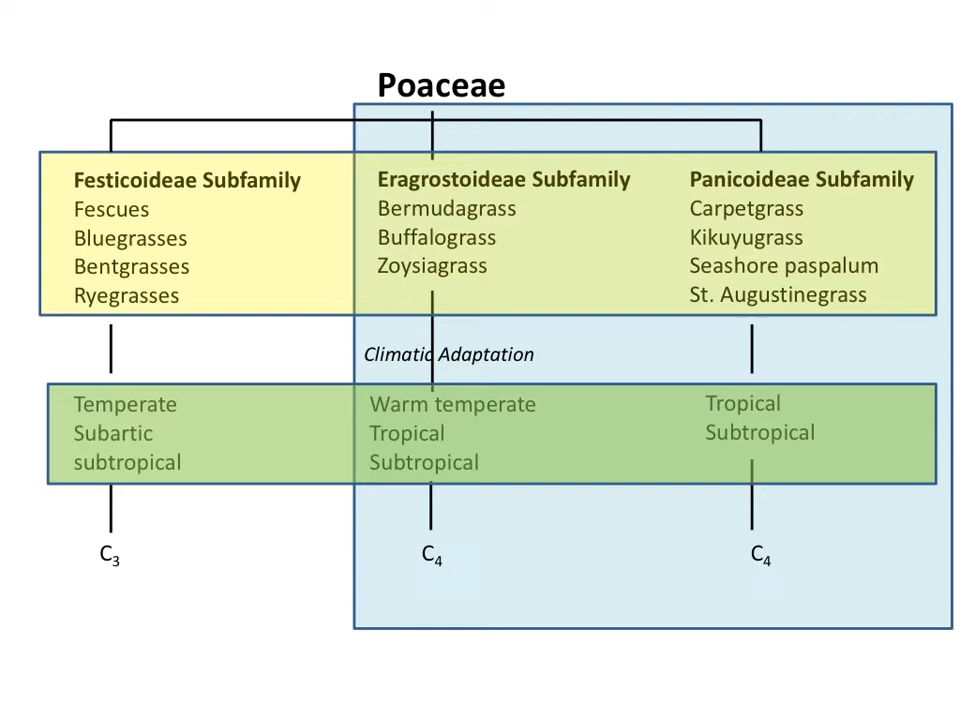 Poaceae
Festicoideae Subfamily
Fescues
Bluegrasses
Bentgrasses
Ryegrasses
Eragrostoideae Subfamily
Bermudagrass
Buffalograss
Zoysiagrass
Panicoideae Subfamily
Carpetgrass
Kikuyugrass
Seashore paspalum
St. Augustinegrass
Climatic Adaptation
Temperate
Subartic
subtropical
Warm temperate
Tropical
Subtropical
Tropical
Subtropical
C₃
C₄
C₄